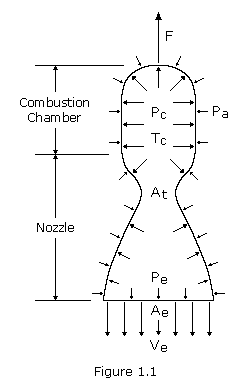 F
Combustion
Chamber
Pc
Pa
Tc
At
Nozzle
Pe
Ae
Ve
Figure 1.1